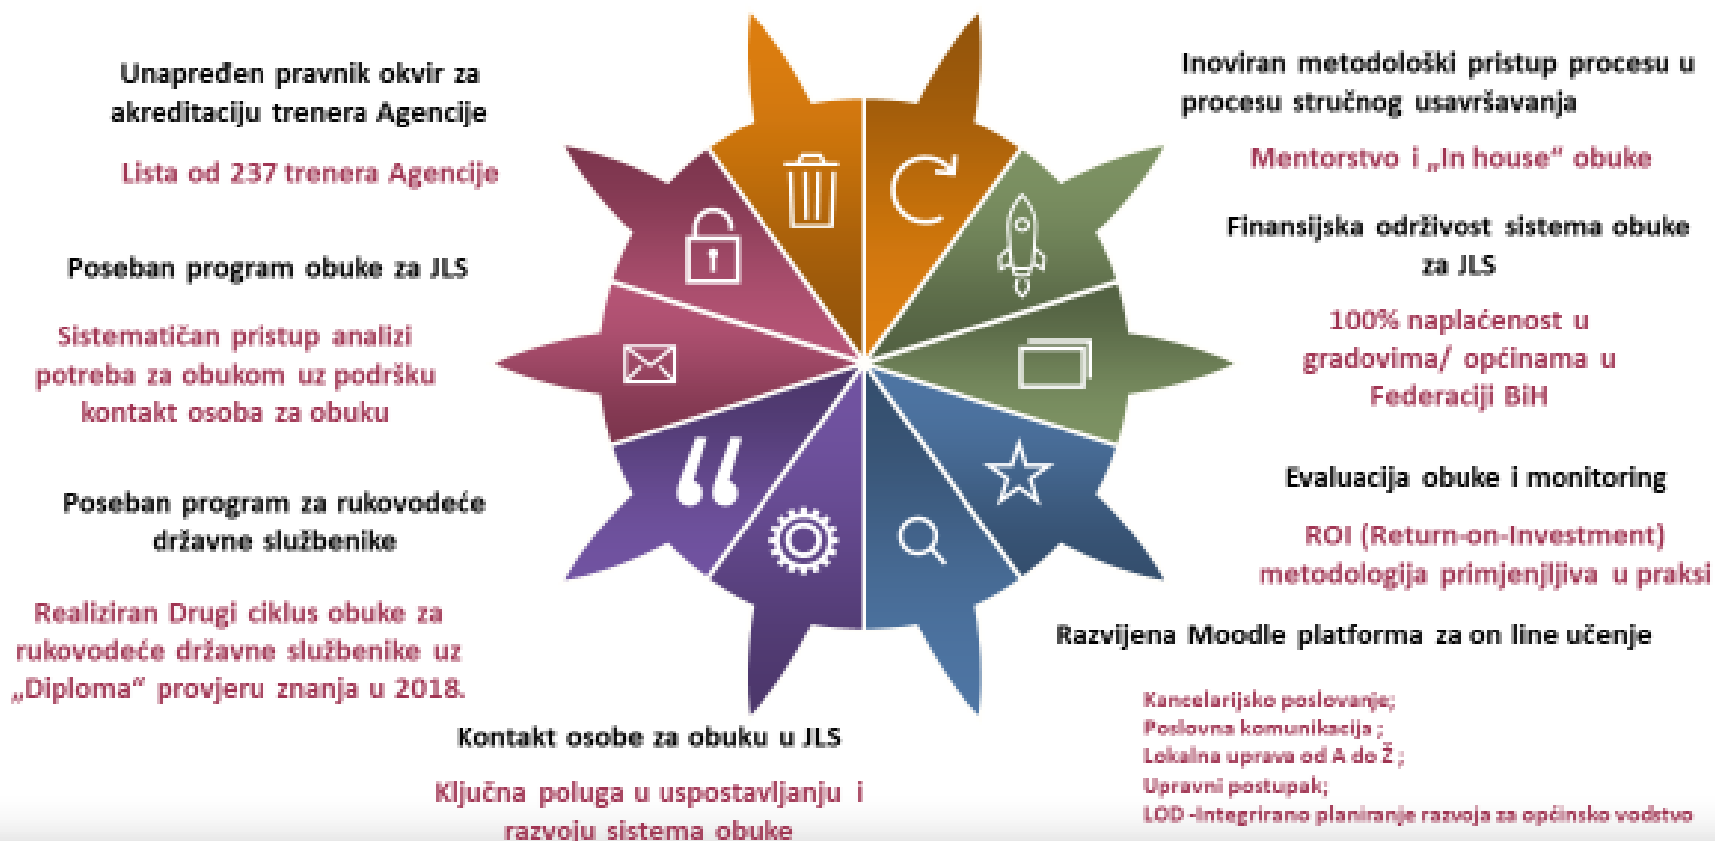 Unapređen pravnik okvir za
akreditaciju trenera Agencije
Lista od 237 trenera Agencije
Poseban program obuke za JLS
Sistematičan pristup analizi
potreba za obukom uz podršku
kontakt osoba za obuku
Poseban program za rukovodeće
državne službenike
Realiziran Drugi ciklus obuke za
rukovodeće državne službenike uz
„Diploma“ provjeru znanja u 2018.
Kontakt osobe za obuku u JLS
Ključna poluga u uspostavljanju i
razvoju sistema obuke
Inoviran metodološki pristup procesu u
procesu stručnog usavršavanja
Mentorstvo i „In house“ obuke
Finansijska održivost sistema obuke
za JLS
100% naplaćenost u
gradovima/ općinama u
Federaciji BiH
Evaluacija obuke i monitoring
ROI (Return-on-Investment)
metodologija primjenjljiva u praksi
Razvijena Moodle platforma za on line učenje
Kancelarijsko poslovanje;
Poslovna komunikacija ;
Lokalna uprava od A do Ž ;
Upravni postupak;
LOD -Integrirano planiranje razvoja za općinsko vodstvo